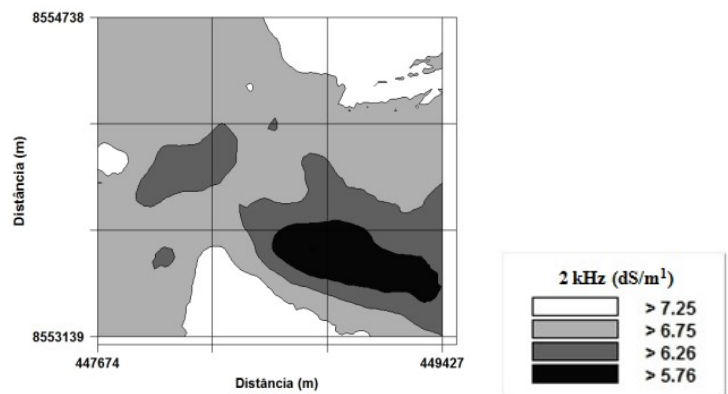 8554738
Distância (m)
8553139
447674
449427
Distância (m)
2 kHz (dS/m¹)
> 7.25
> 6.75
> 6.26
> 5.76